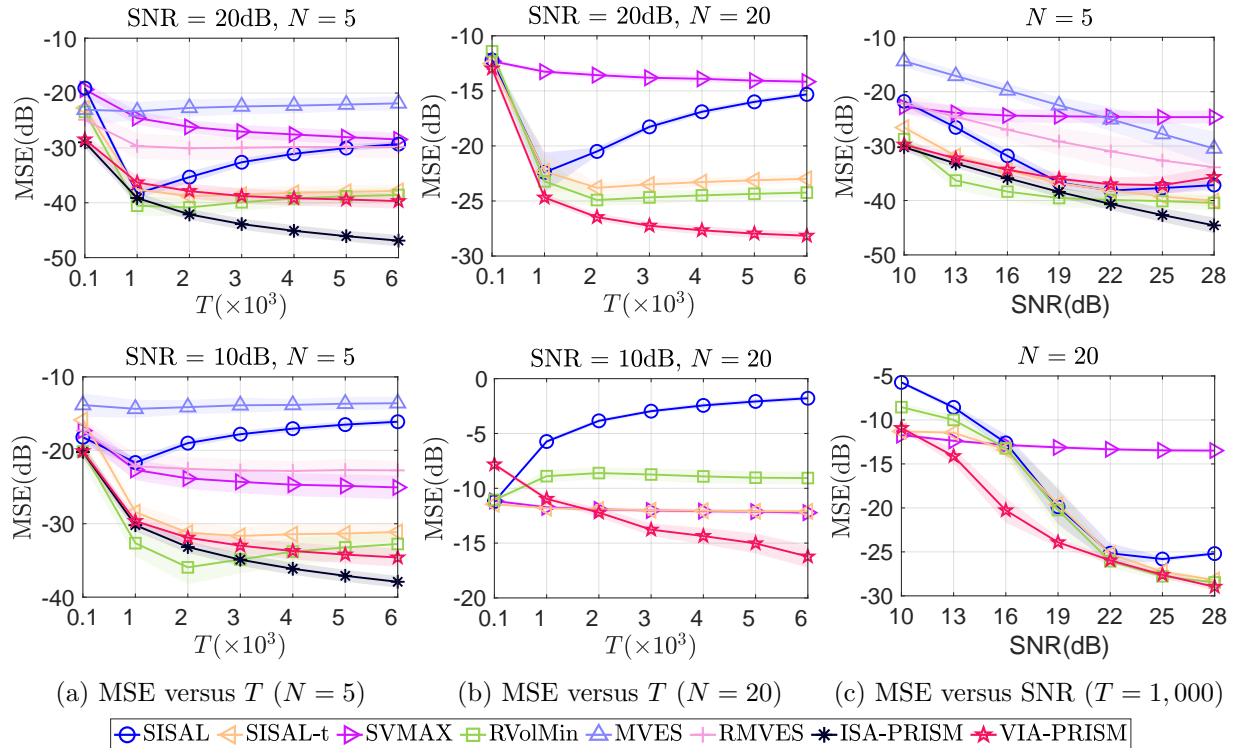 SNR = 20dB, N = 5
-10
-20
-30
-40
-50
MSE(dB)
0.1 1 2 3 4 5 6
T(×10³)
SNR = 20dB, N = 20
-10
-15
-20
-25
-30
MSE(dB)
0.1 1 2 3 4 5 6
T(×10³)
N = 5
-10
-20
-30
-40
-50
MSE(dB)
10 13 16 19 22 25 28
SNR(dB)
SNR = 10dB, N = 5
-10
-20
-30
-40
MSE(dB)
0.1 1 2 3 4 5 6
T(×10³)
SNR = 10dB, N = 20
0
-5
-10
-15
-20
MSE(dB)
0.1 1 2 3 4 5 6
T(×10³)
N = 20
-5
-10
-15
-20
-25
-30
MSE(dB)
10 13 16 19 22 25 28
SNR(dB)
(a) MSE versus T (N = 5)
(b) MSE versus T (N = 20)
(c) MSE versus SNR (T = 1, 000)
SISAL SISAL-t SVMAX RVolMin MVES RMVES ISA-PRISM VIA-PRISM